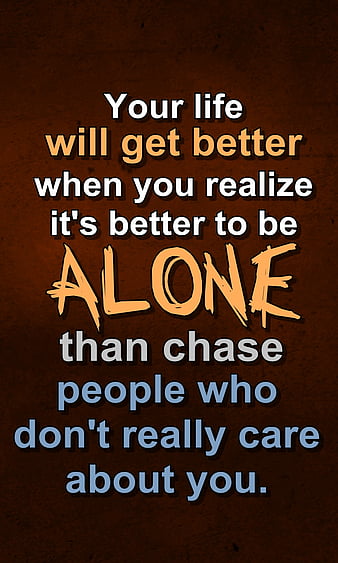 Your life
will get better
when you realize
it's better to be
ALONE
than chase
people who
don't really care
about you.